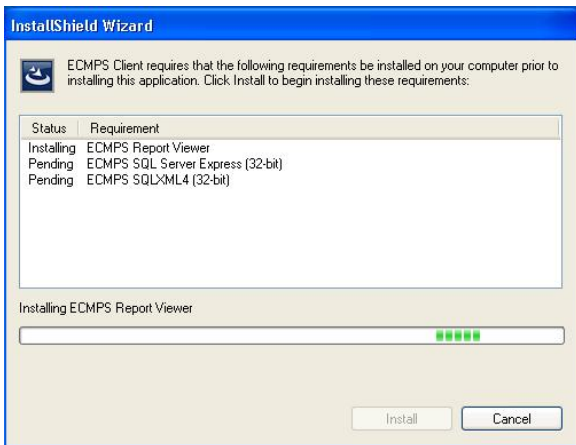 InstallShield Wizard
ECMPS Client requires that the following requirements be installed on your computer prior to
installing this application. Click Install to begin installing these requirements:
Status Requirement
Installing ECMPS Report Viewer
Pending ECMPS SQL Server Express (32-bit)
Pending ECMPS SQLXML4 (32-bit)
Installing ECMPS Report Viewer
Install Cancel